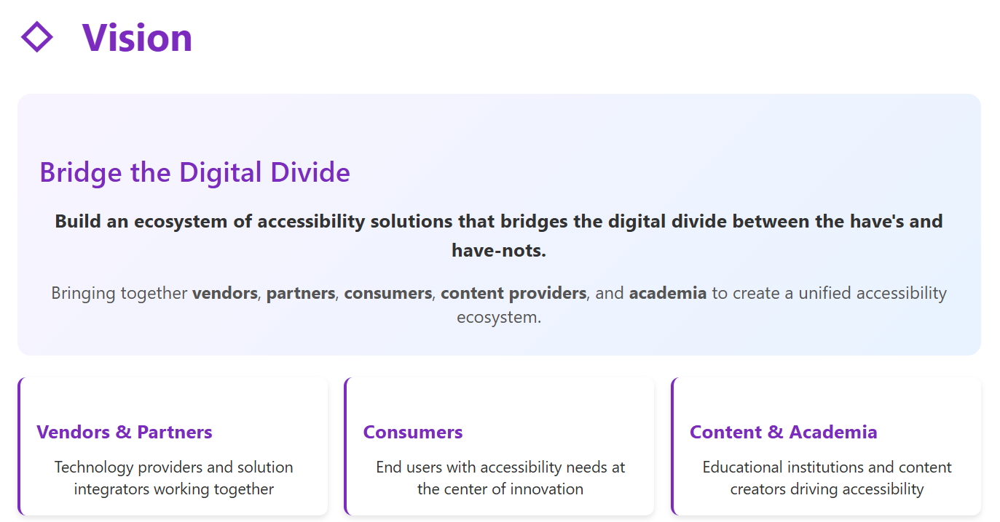 Vision
Bridge the Digital Divide
Build an ecosystem of accessibility solutions that bridges the digital divide between the have's and
have-nots.
Bringing together vendors, partners, consumers, content providers, and academia to create a unified accessibility
ecosystem.
Vendors & Partners
Technology providers and solution
integrators working together
Consumers
End users with accessibility needs at
the center of innovation
Content & Academia
Educational institutions and content
creators driving accessibility